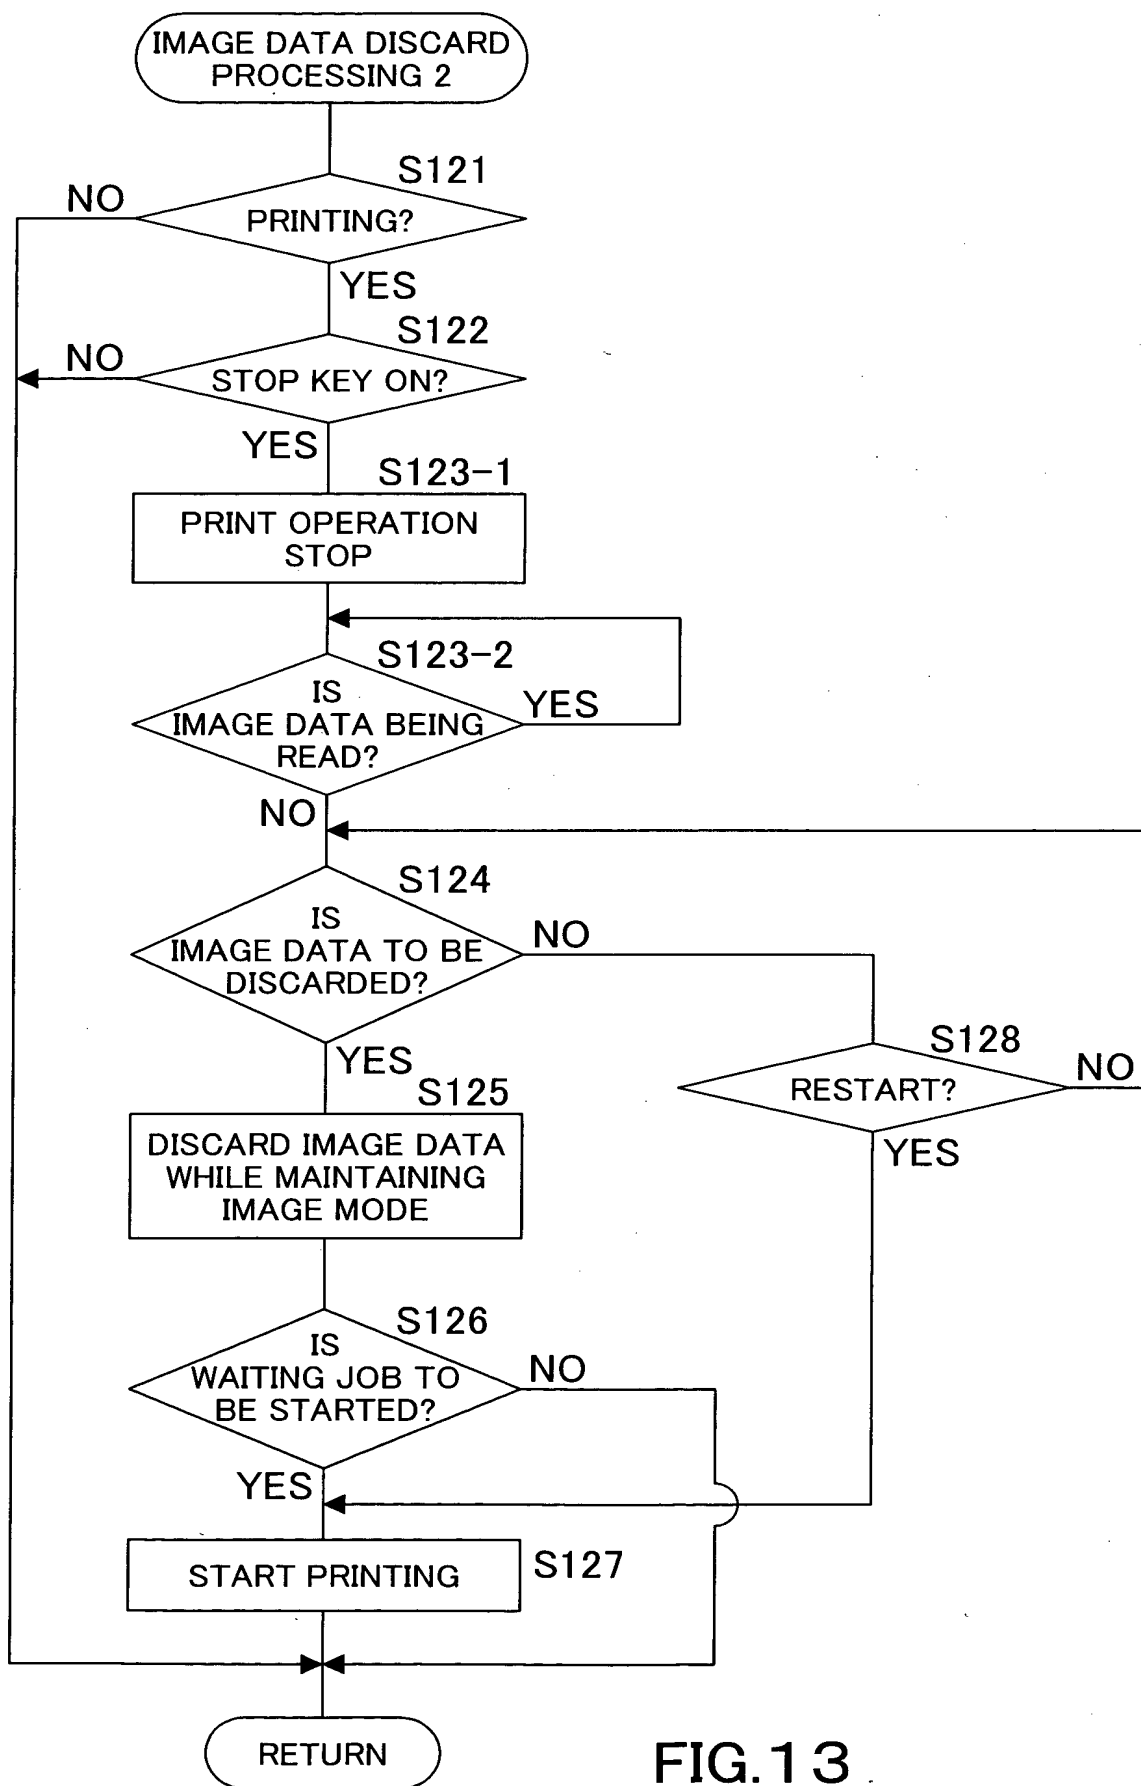 IMAGE DATA DISCARD
PROCESSING 2
S121
NO
PRINTING?
YES
S122
NO
STOP KEY ON?
YES
S123-1
PRINT OPERATION
STOP
S123-2
IS
IMAGE DATA BEING
READ?
YES
NO
S124
IS
IMAGE DATA TO BE
DISCARDED?
NO
YES
S128
RESTART?
NO
YES
S125
DISCARD IMAGE DATA
WHILE MAINTAINING
IMAGE MODE
S126
IS
WAITING JOB TO
BE STARTED?
NO
YES
START PRINTING
S127
RETURN
FIG.13